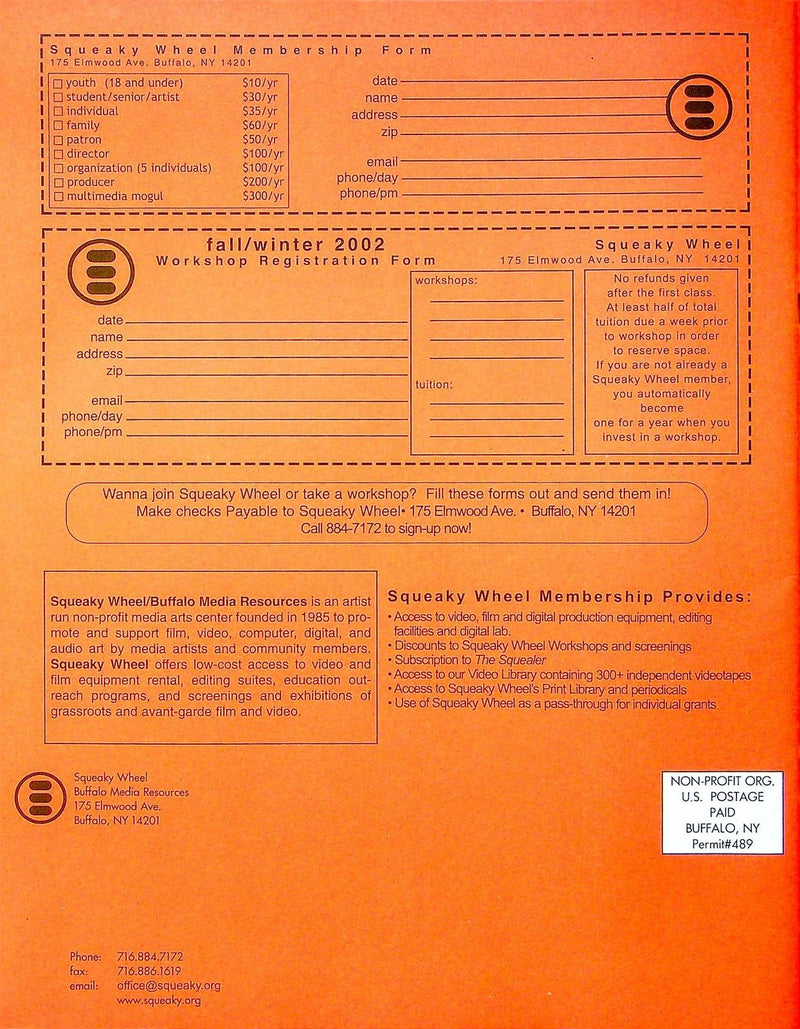 Squeaky Wheel Membership Form
175 Elmwood Ave. Buffalo, NY 14201
youth (18 and under) $10/yr
student/senior/artist $30/yr
individual $35/yr
family $60/yr
patron $50/yr
director $100/yr
organization (5 individuals) $100/yr
producer $200/yr
multimedia mogul $300/yr
date
name
address
zip
email
phone/day
phone/pm
fall/winter 2002
Workshop Registration Form
Squeaky Wheel
175 Elmwood Ave. Buffalo, NY 14201
date
name
address
zip
email
phone/day
phone/pm
workshops:
tuition:
No refunds given
after the first class.
At least half of total
tuition due a week prior
to workshop in order
to reserve space.
If you are not already a
Squeaky Wheel member,
you automatically
become
one for a year when you
invest in a workshop.
Wanna join Squeaky Wheel or take a workshop? Fill these forms out and send them in!
Make checks Payable to Squeaky Wheel• 175 Elmwood Ave. • Buffalo, NY 14201
Call 884-7172 to sign-up now!
Squeaky Wheel/Buffalo Media Resources is an artist
run non-profit media arts center founded in 1985 to pro-
mote and support film, video, computer, digital, and
audio art by media artists and community members.
Squeaky Wheel offers low-cost access to video and
film equipment rental, editing suites, education out-
reach programs, and screenings and exhibitions of
grassroots and avant-garde film and video.
Squeaky Wheel Membership Provides:
• Access to video, film and digital production equipment, editing
facilities and digital lab.
• Discounts to Squeaky Wheel Workshops and screenings
• Subscription to The Squealer
• Access to our Video Library containing 300+ independent videotapes
• Access to Squeaky Wheel's Print Library and periodicals
• Use of Squeaky Wheel as a pass-through for individual grants
Squeaky Wheel
Buffalo Media Resources
175 Elmwood Ave.
Buffalo, NY 14201
NON-PROFIT ORG.
U.S. POSTAGE
PAID
BUFFALO, NY
Permit#489
Phone: 716.884.7172
fax: 716.886.1619
email: office@squeaky.org
www.squeaky.org